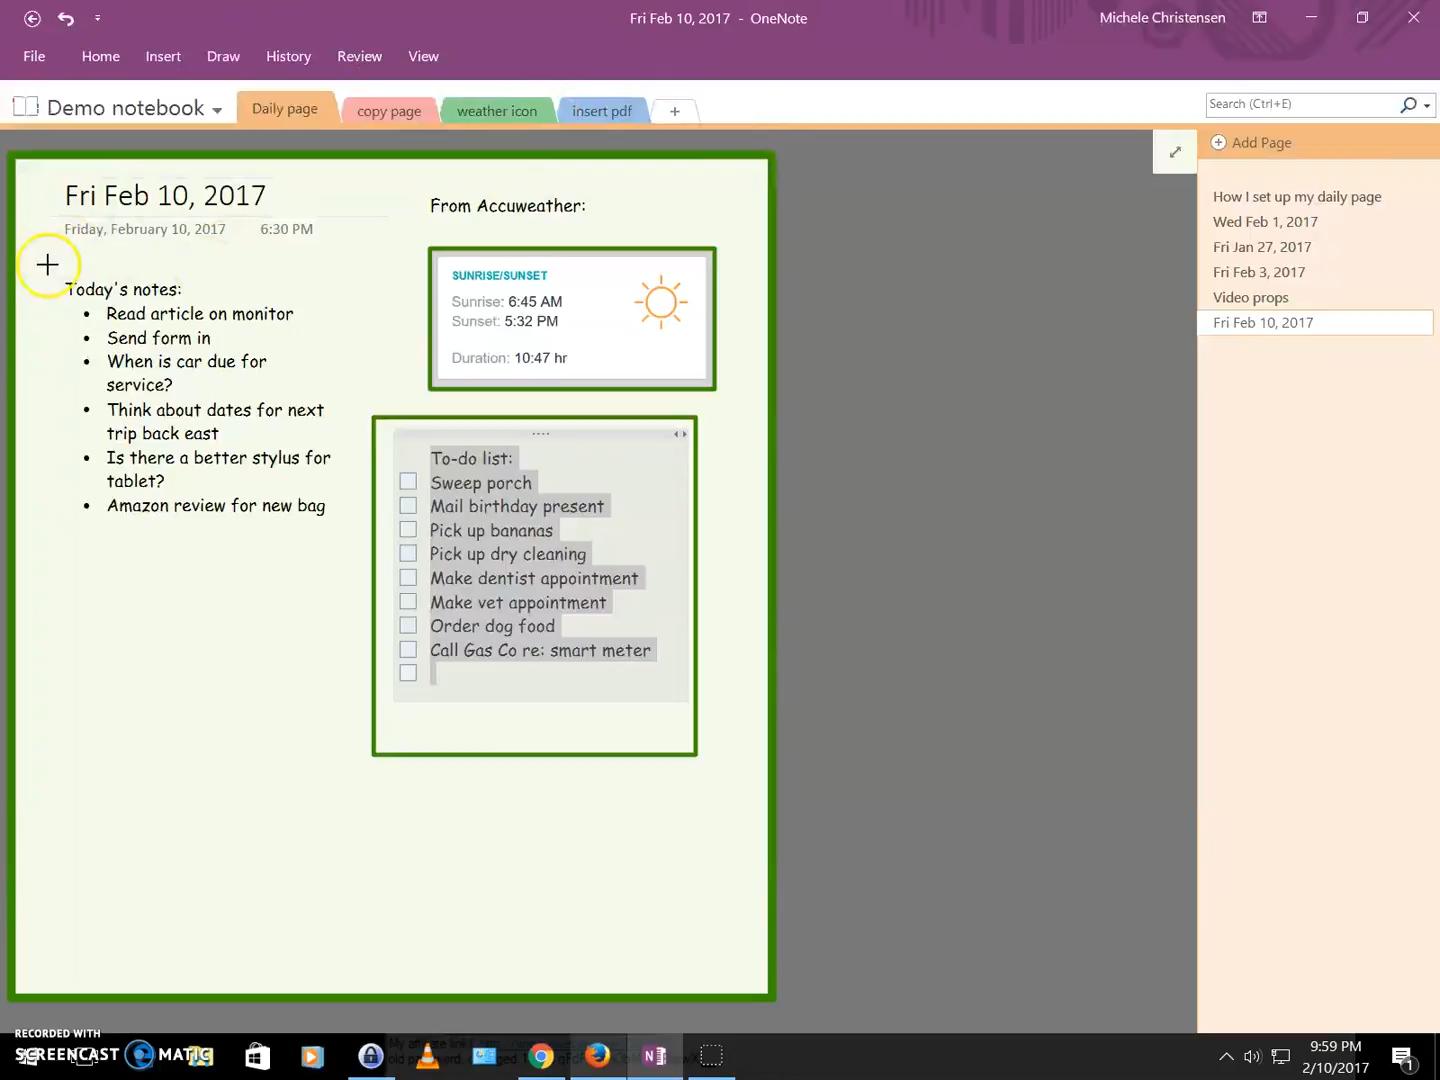 Fri Feb 10, 2017 - OneNote
Michele Christensen
File Home Insert Draw History Review View
Demo notebook
Daily page
copy page
weather icon
insert pdf
Search (Ctrl+E)
Add Page
How I set up my daily page
Wed Feb 1, 2017
Fri Jan 27, 2017
Fri Feb 3, 2017
Video props
Fri Feb 10, 2017
Fri Feb 10, 2017
Friday, February 10, 2017 6:30 PM
Today's notes:
Read article on monitor
Send form in
When is car due for
service?
Think about dates for next
trip back east
Is there a better stylus for
tablet?
Amazon review for new bag
From Accuweather:
SUNRISE/SUNSET
Sunrise: 6:45 AM
Sunset: 5:32 PM
Duration: 10:47 hr
To-do list:
Sweep porch
Mail birthday present
Pick up bananas
Pick up dry cleaning
Make dentist appointment
Make vet appointment
Order dog food
Call Gas Co re: smart meter
RECORDED WITH
SCREENCAST MATIC
9:59 PM
2/10/2017
1